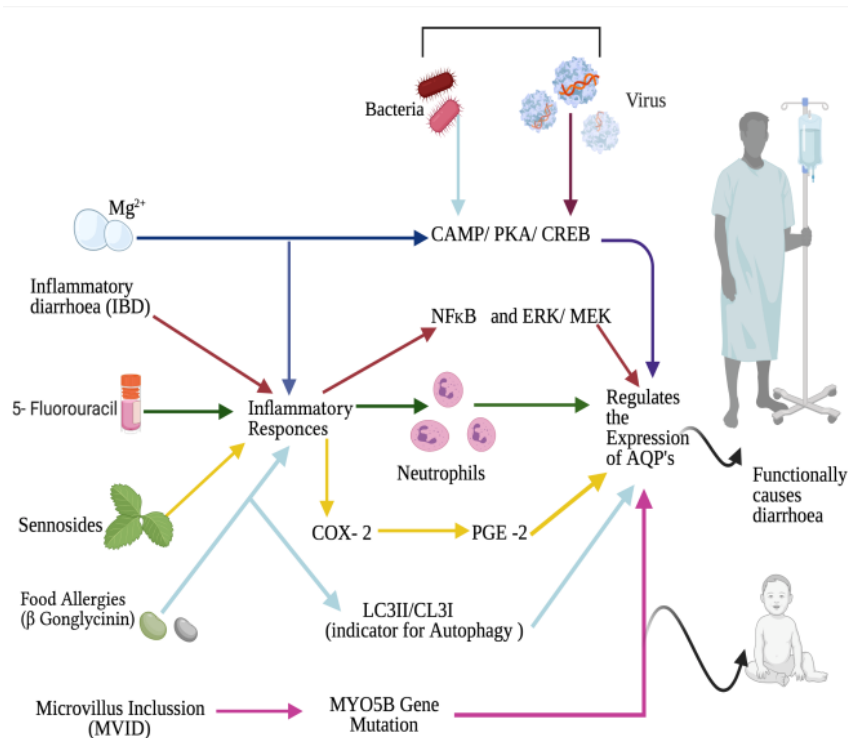 Bacteria
Virus
Mg²⁺
CAMP/ PKA/ CREB
Inflammatory
diarrhoea (IBD)
NFκB and ERK/ MEK
5- Fluorouracil
Inflammatory
Responces
Neutrophils
Regulates
the
Expression
of AQP's
Functionally
causes
diarrhoea
Sennosides
COX- 2
PGE -2
Food Allergies
(β Gonglycinin)
LC3II/CL3I
(indicator for Autophagy )
Microvillus Inclussion
(MVID)
MYO5B Gene
Mutation